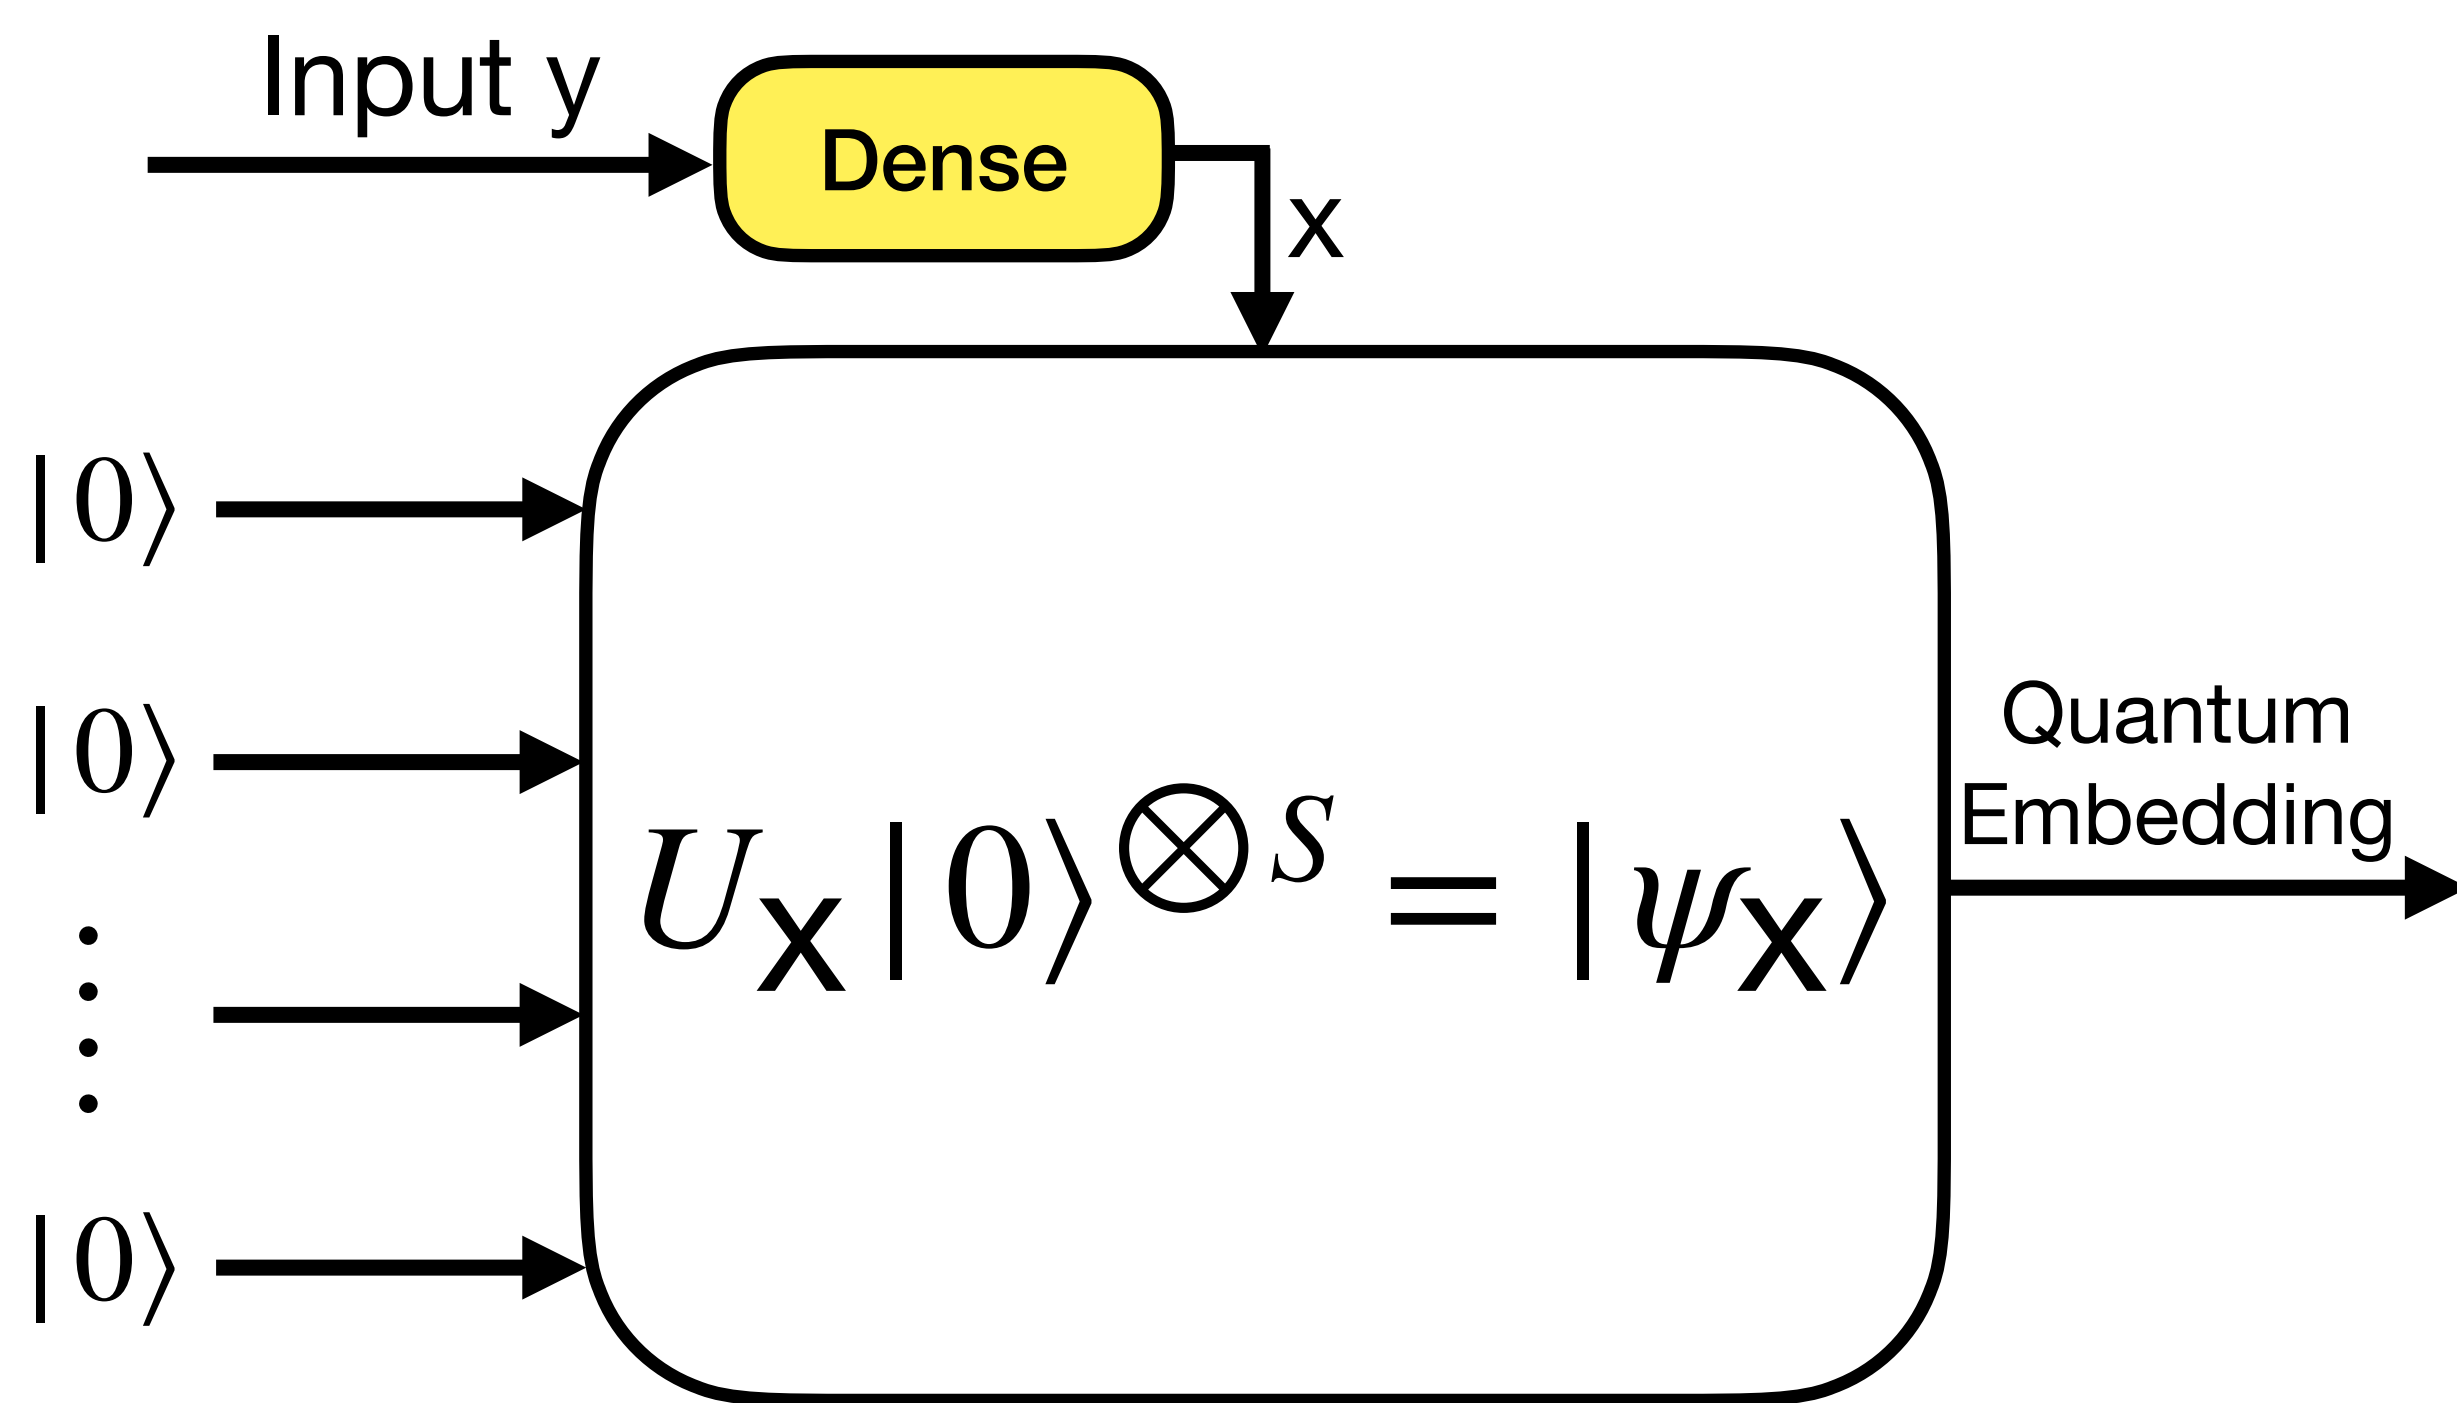 Input y
Dense
x
|0⟩
|0⟩
U_x |0⟩^{⊗S} = |ψ_x⟩
Quantum
Embedding
|0⟩